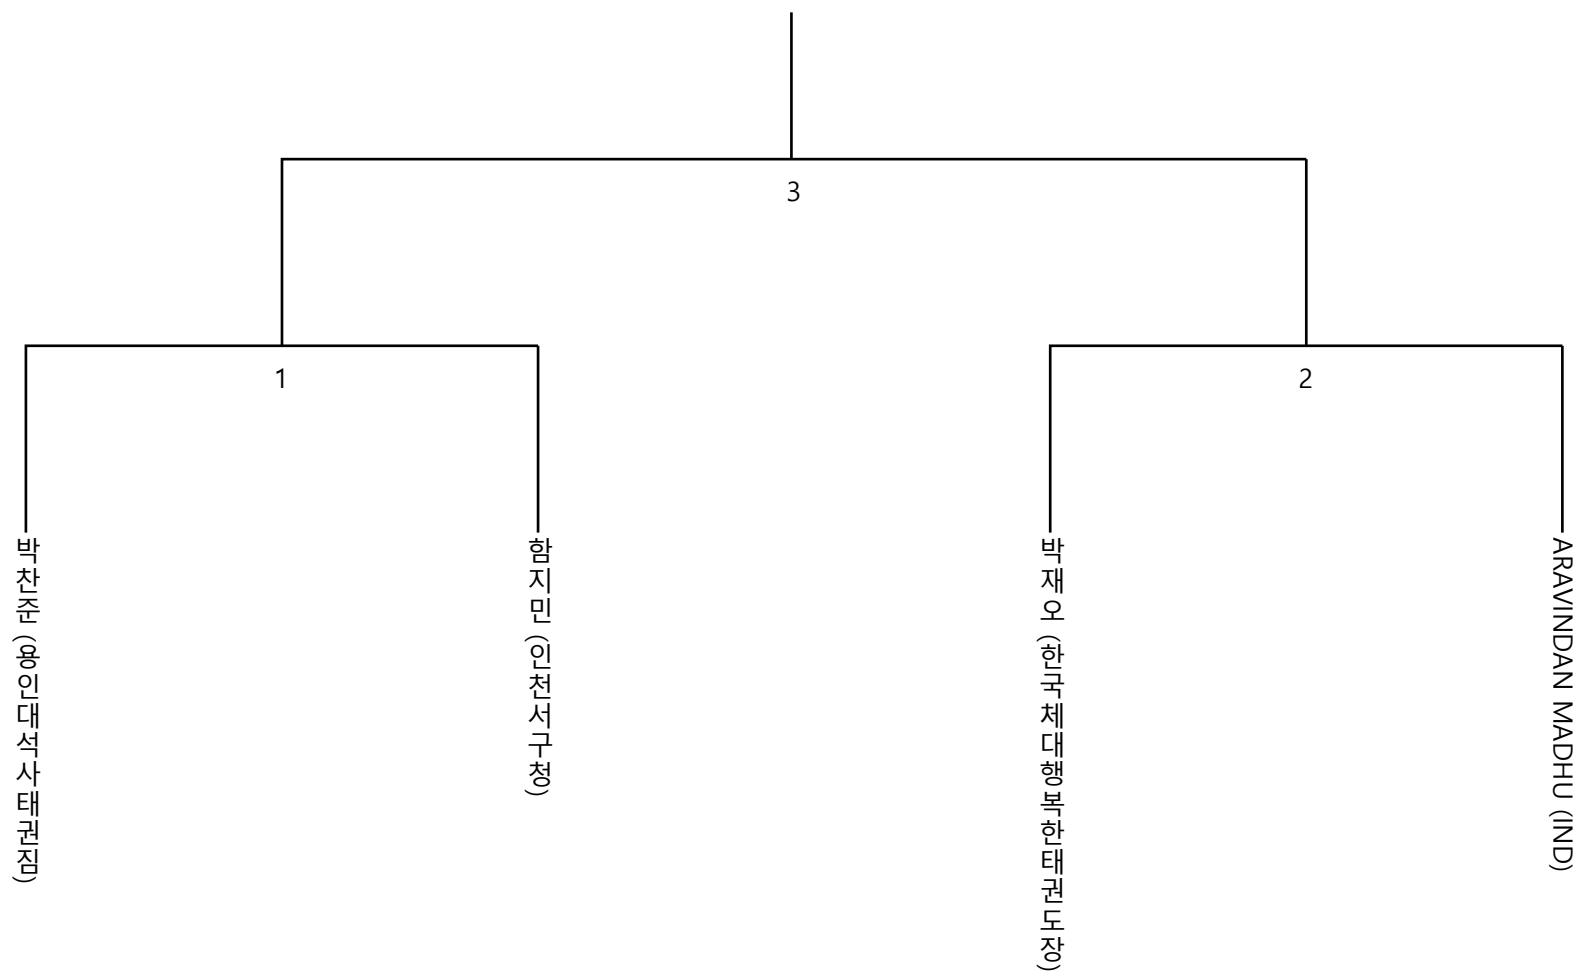 3
1
2
박찬준 (용인대석사태권짐)
함지민 (인천서구청)
박재오 (한국체대행복한태권도장)
ARAVINDAN MADHU (IND)